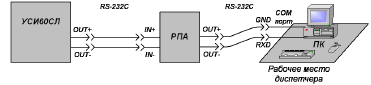 RS-232C
RS-232C
УСИ60СЛ
OUT+
IN+
РПА
OUT+
GND
COM
порт
OUT-
IN-
OUT-
RXD
ПК
Рабочее место
диспетчера